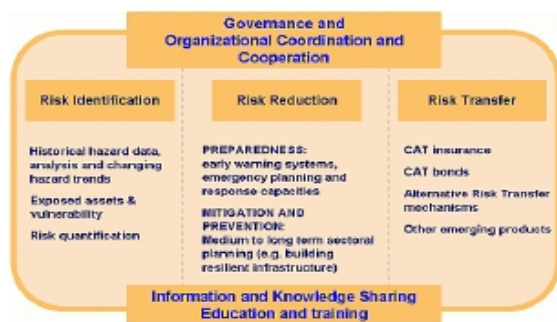 Governance and
Organizational Coordination and
Cooperation
Risk Identification
Historical hazard data,
analysis and changing
hazard trends
Exposed assets &
vulnerability
Risk quantification
Risk Reduction
PREPAREDNESS:
early warning systems,
emergency planning and
response capacities
MITIGATION AND
PREVENTION:
Medium to long term sectoral
planning (e.g. building
resilient infrastructure)
Risk Transfer
CAT insurance
CAT bonds
Alternative Risk Transfer
mechanisms
Other emerging products
Information and Knowledge Sharing
Education and training